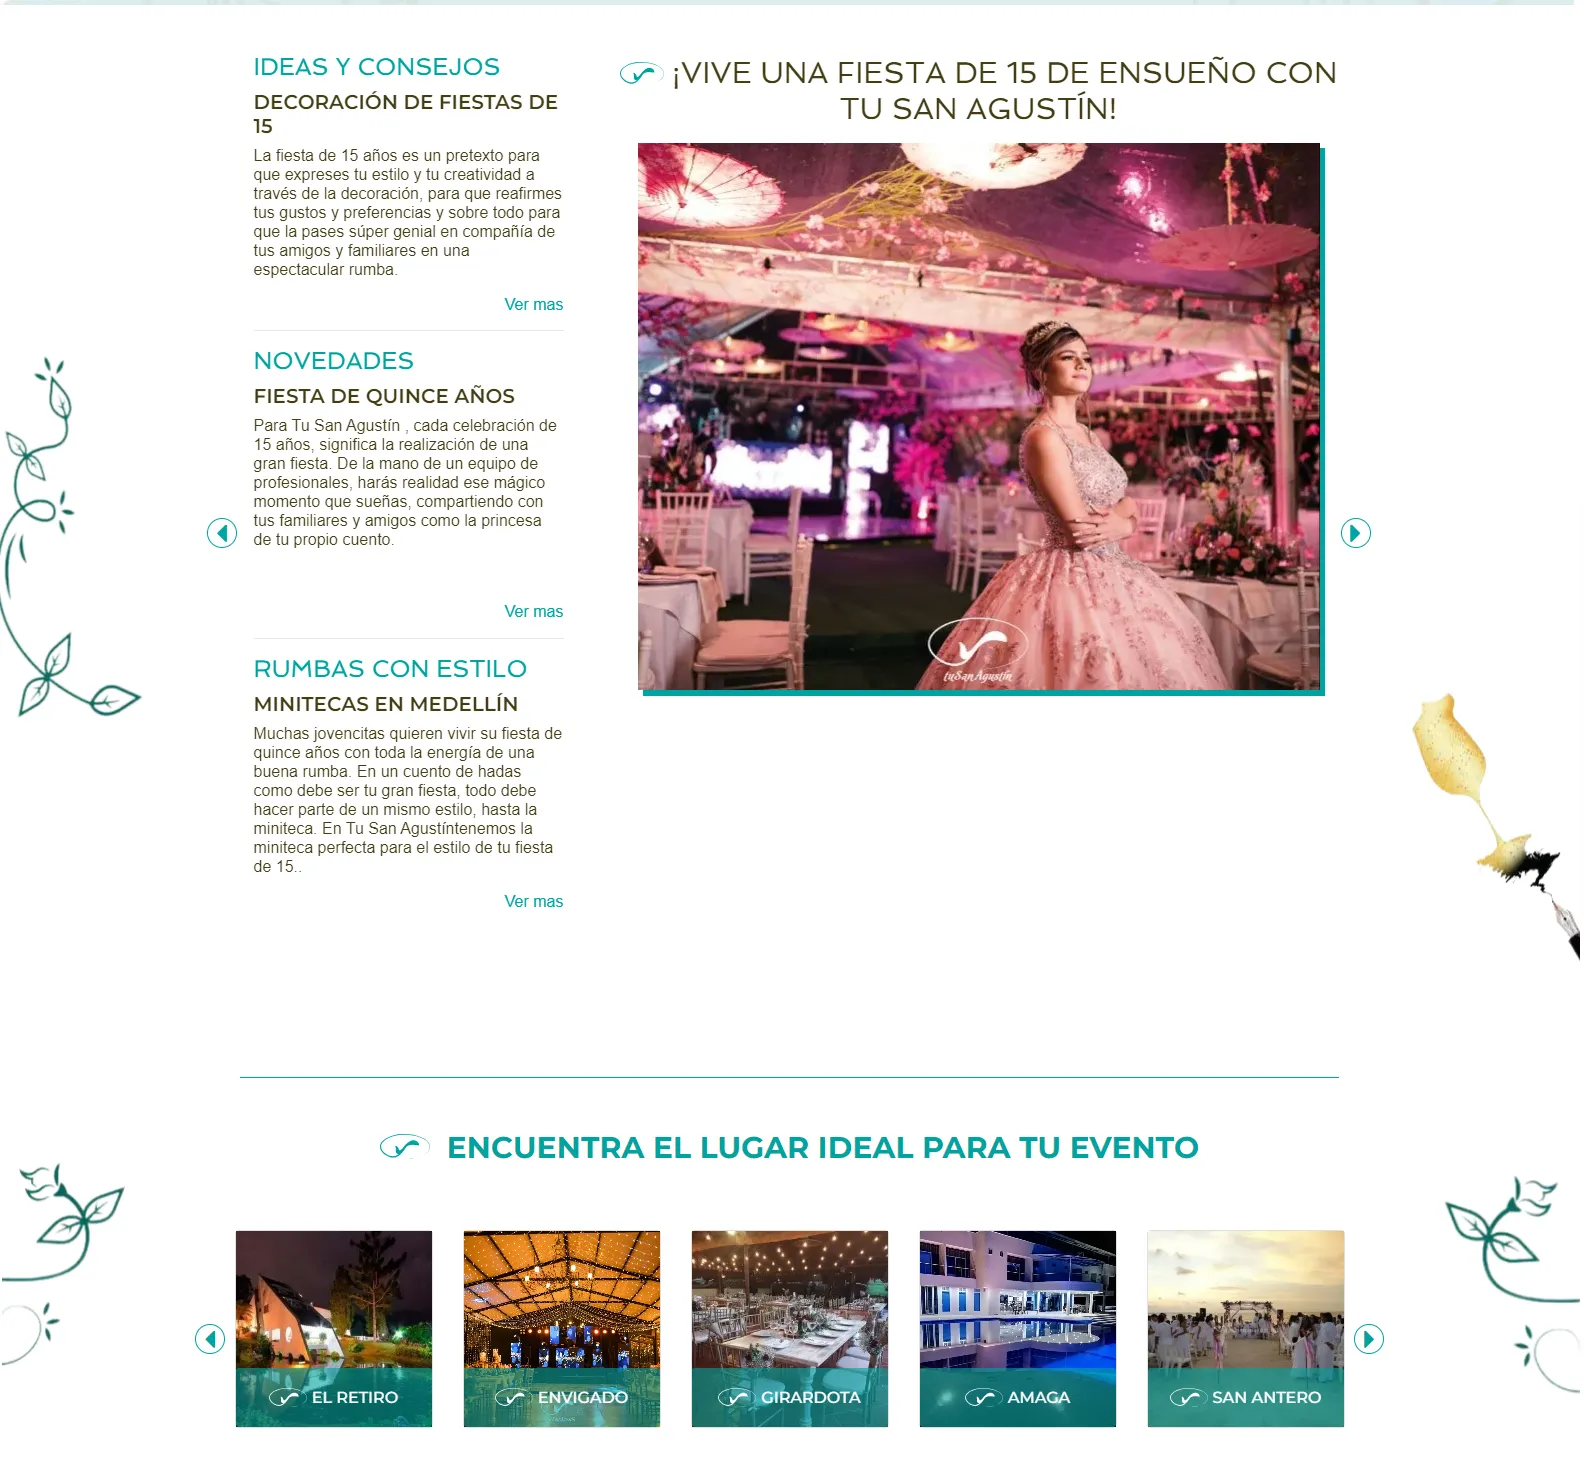 IDEAS Y CONSEJOS
DECORACIÓN DE FIESTAS DE
15
La fiesta de 15 años es un pretexto para
que expreses tu estilo y tu creatividad a
través de la decoración, para que reafirmes
tus gustos y preferencias y sobre todo para
que la pases súper genial en compañía de
tus amigos y familiares en una
espectacular rumba.
Ver mas
NOVEDADES
FIESTA DE QUINCE AÑOS
Para Tu San Agustín , cada celebración de
15 años, significa la realización de una
gran fiesta. De la mano de un equipo de
profesionales, harás realidad ese mágico
momento que sueñas, compartiendo con
tus familiares y amigos como la princesa
de tu propio cuento.
Ver mas
RUMBAS CON ESTILO
MINITECAS EN MEDELLÍN
Muchas jovencitas quieren vivir su fiesta de
quince años con toda la energía de una
buena rumba. En un cuento de hadas
como debe ser tu gran fiesta, todo debe
hacer parte de un mismo estilo, hasta la
miniteca. En Tu San Agustíntenemos la
miniteca perfecta para el estilo de tu fiesta
de 15..
Ver mas
¡VIVE UNA FIESTA DE 15 DE ENSUEÑO CON
TU SAN AGUSTÍN!
tuSanAgustín
ENCUENTRA EL LUGAR IDEAL PARA TU EVENTO
EL RETIRO
ENVIGADO
GIRARDOTA
AMAGA
SAN ANTERO